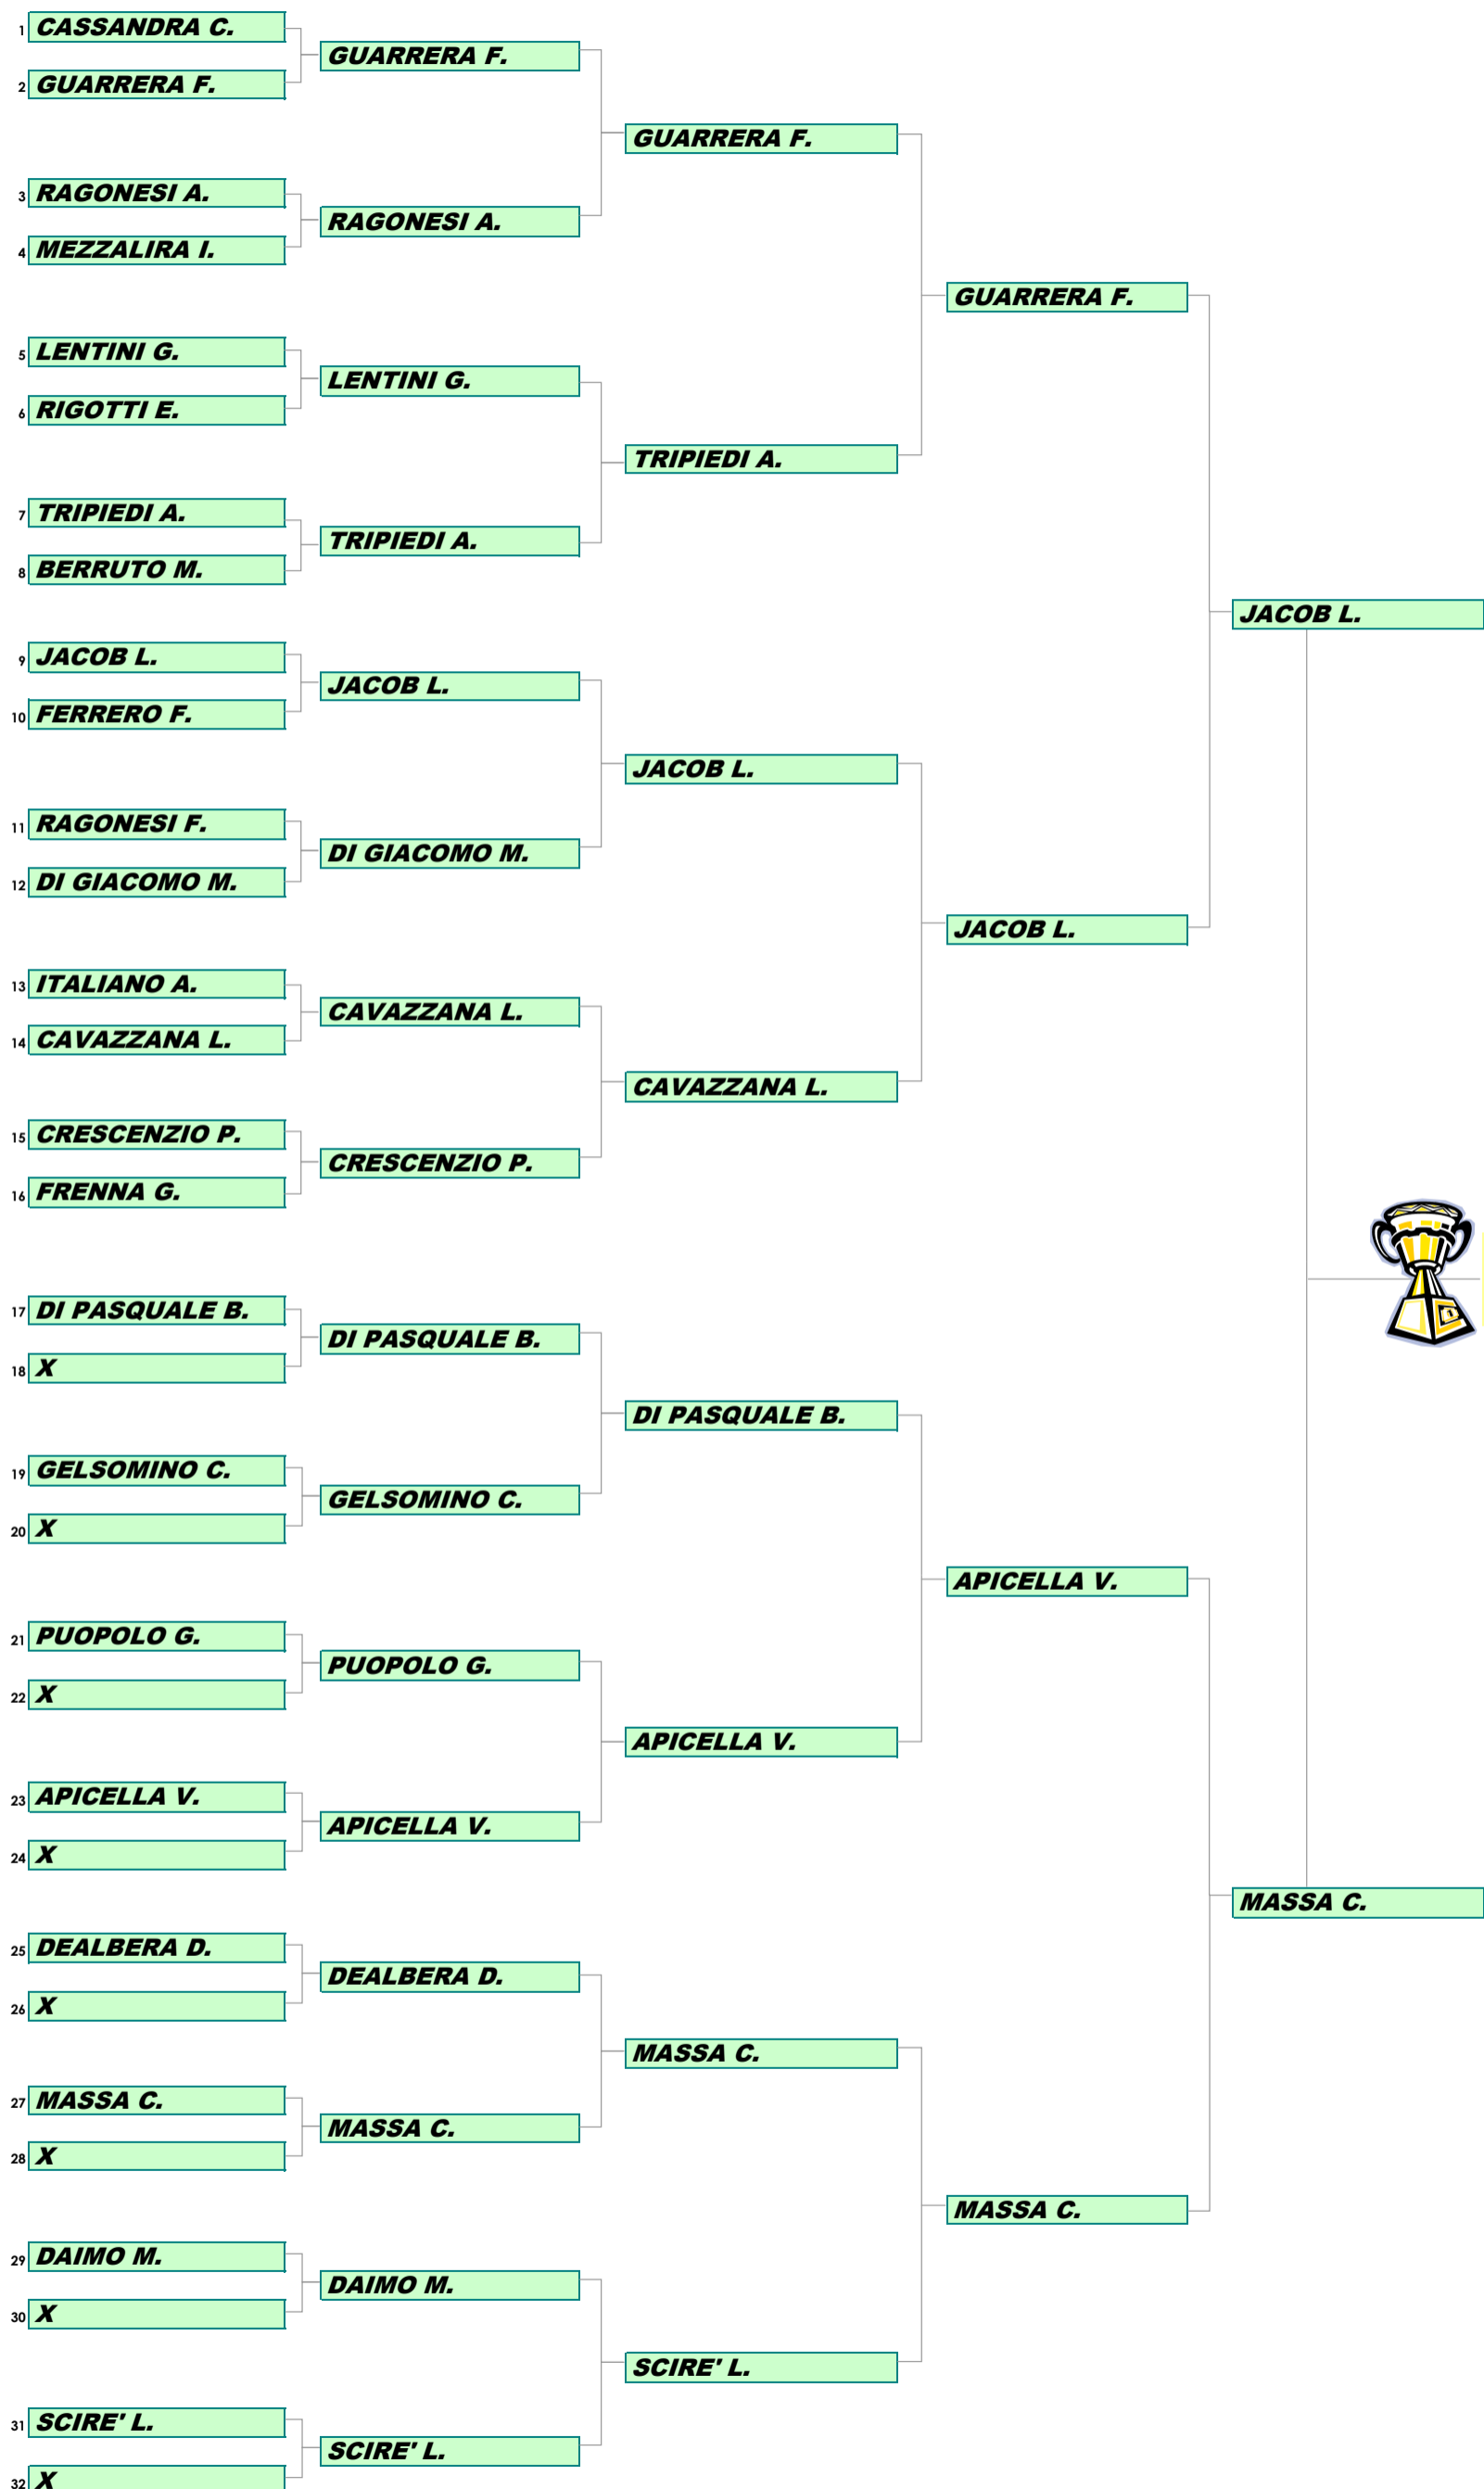 1 CASSANDRA C.
2 GUARRERA F.
3 RAGONESI A.
4 MEZZALIRA I.
5 LENTINI G.
6 RIGOTTI E.
7 TRIPIEDI A.
8 BERRUTO M.
9 JACOB L.
10 FERRERO F.
11 RAGONESI F.
12 DI GIACOMO M.
13 ITALIANO A.
14 CAVAZZANA L.
15 CRESCENZIO P.
16 FRENNA G.
17 DI PASQUALE B.
18 X
19 GELSOMINO C.
20 X
21 PUOPOLO G.
22 X
23 APICELLA V.
24 X
25 DEALBERA D.
26 X
27 MASSA C.
28 X
29 DAIMO M.
30 X
31 SCIRE' L.
32 X
GUARRERA F.
RAGONESI A.
LENTINI G.
TRIPIEDI A.
JACOB L.
DI GIACOMO M.
CAVAZZANA L.
CRESCENZIO P.
DI PASQUALE B.
GELSOMINO C.
PUOPOLO G.
APICELLA V.
DEALBERA D.
MASSA C.
DAIMO M.
SCIRE' L.
GUARRERA F.
TRIPIEDI A.
JACOB L.
CAVAZZANA L.
DI PASQUALE B.
APICELLA V.
MASSA C.
SCIRE' L.
GUARRERA F.
JACOB L.
APICELLA V.
MASSA C.
JACOB L.
MASSA C.
1